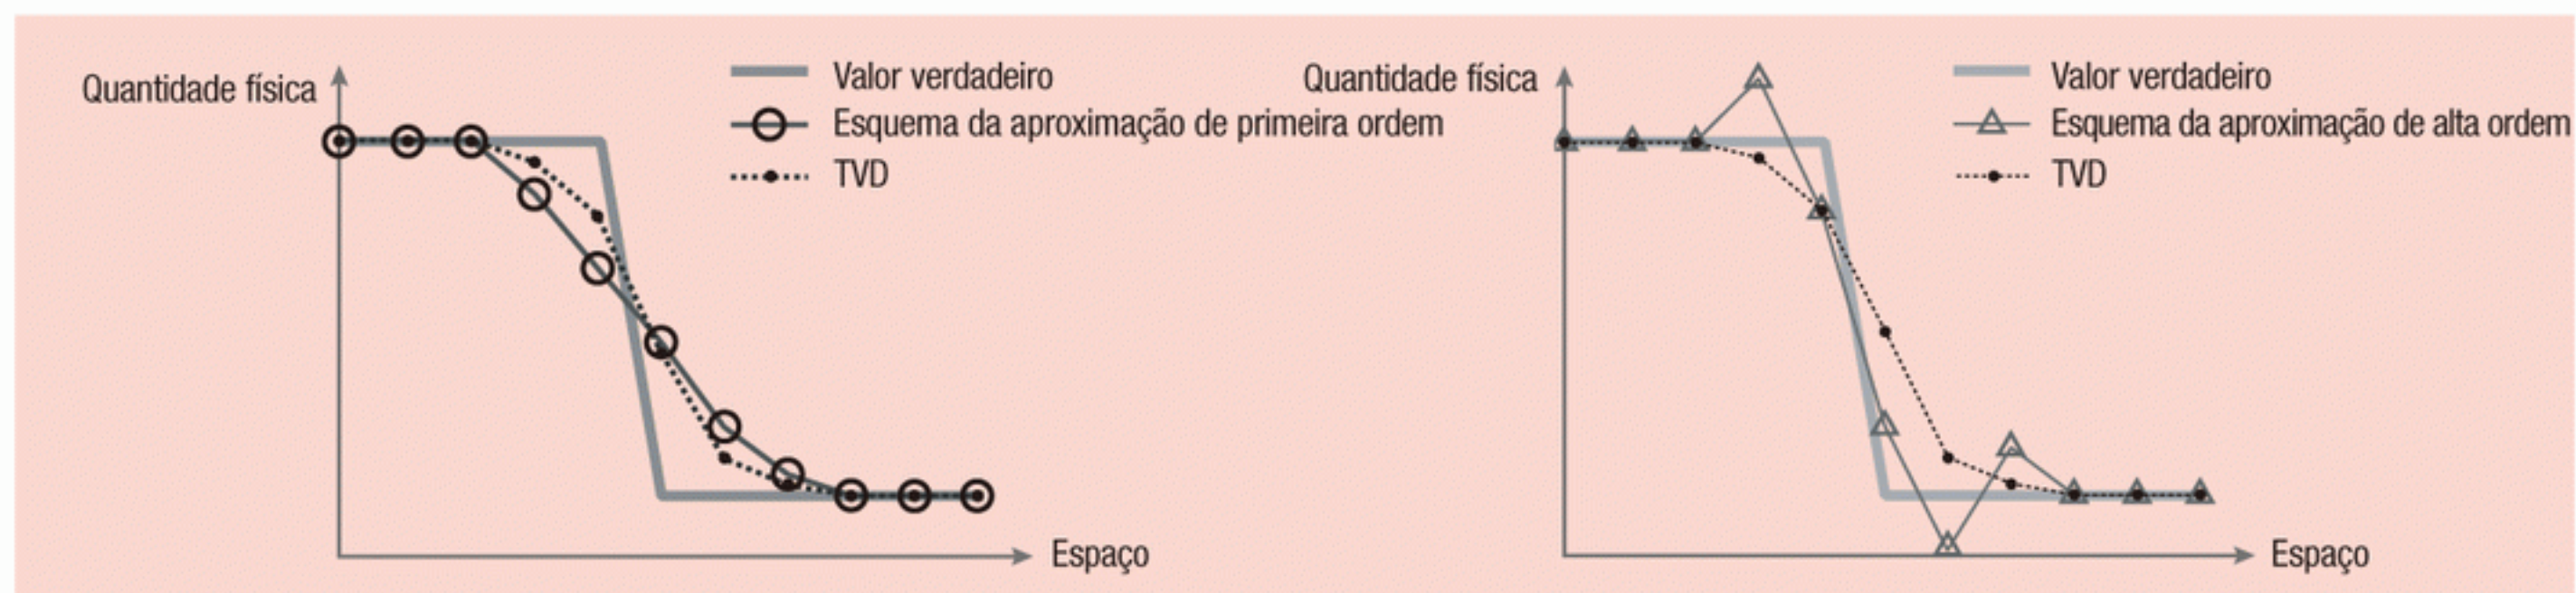 Quantidade física
Valor verdadeiro
Esquema da aproximação de primeira ordem
TVD
Espaço
Quantidade física
Valor verdadeiro
Esquema da aproximação de alta ordem
TVD
Espaço